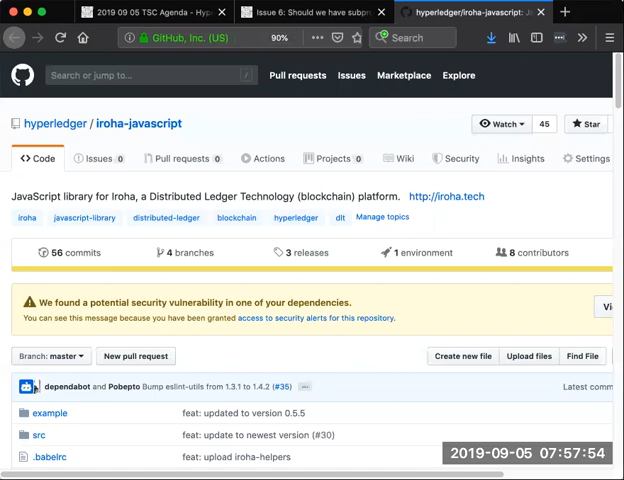 2019 09 05 TSC Agenda - Hype
Issue 6: Should we have subpro
hyperledger/iroha-javascript: Ja
GitHub, Inc. (US)
90%
Search
Search or jump to...
/
Pull requests
Issues
Marketplace
Explore
hyperledger / iroha-javascript
Watch
45
Star
Code
Issues 0
Pull requests 0
Actions
Projects 0
Wiki
Security
Insights
Settings
JavaScript library for Iroha, a Distributed Ledger Technology (blockchain) platform. http://iroha.tech
iroha
javascript-library
distributed-ledger
blockchain
hyperledger
dlt
Manage topics
56 commits
4 branches
3 releases
1 environment
8 contributors
We found a potential security vulnerability in one of your dependencies.
You can see this message because you have been granted access to security alerts for this repository.
Vi
Branch: master
New pull request
Create new file
Upload files
Find File
dependabot and Pobepto Bump eslint-utils from 1.3.1 to 1.4.2 (#35)
Latest comm
example
feat: updated to version 0.5.5
src
feat: update to newest version (#30)
.babelrc
feat: upload iroha-helpers
2019-09-05 07:57:54